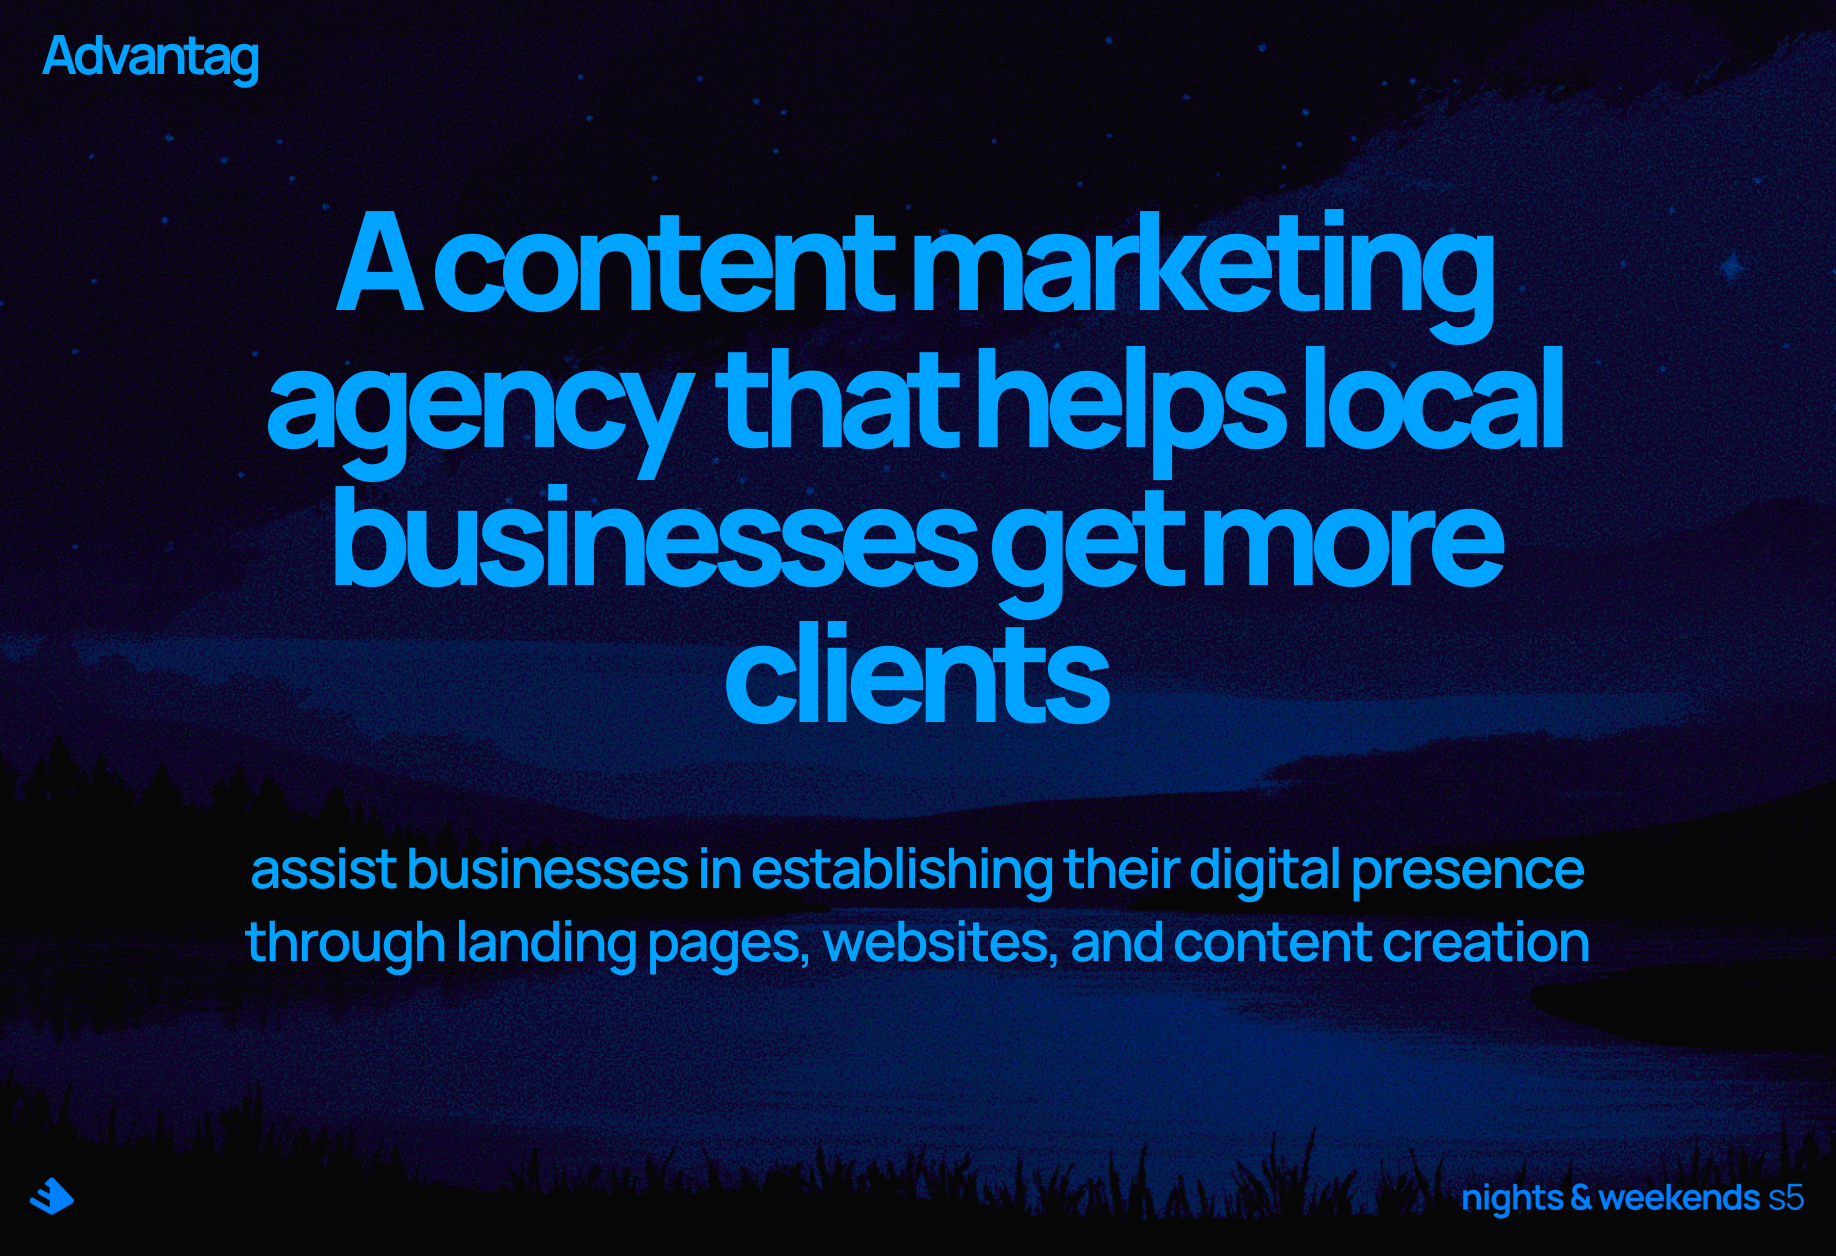 Advantag
A content marketing
agency that helps local
businesses get more
clients
assist businesses in establishing their digital presence
through landing pages, websites, and content creation
nights & weekends s5